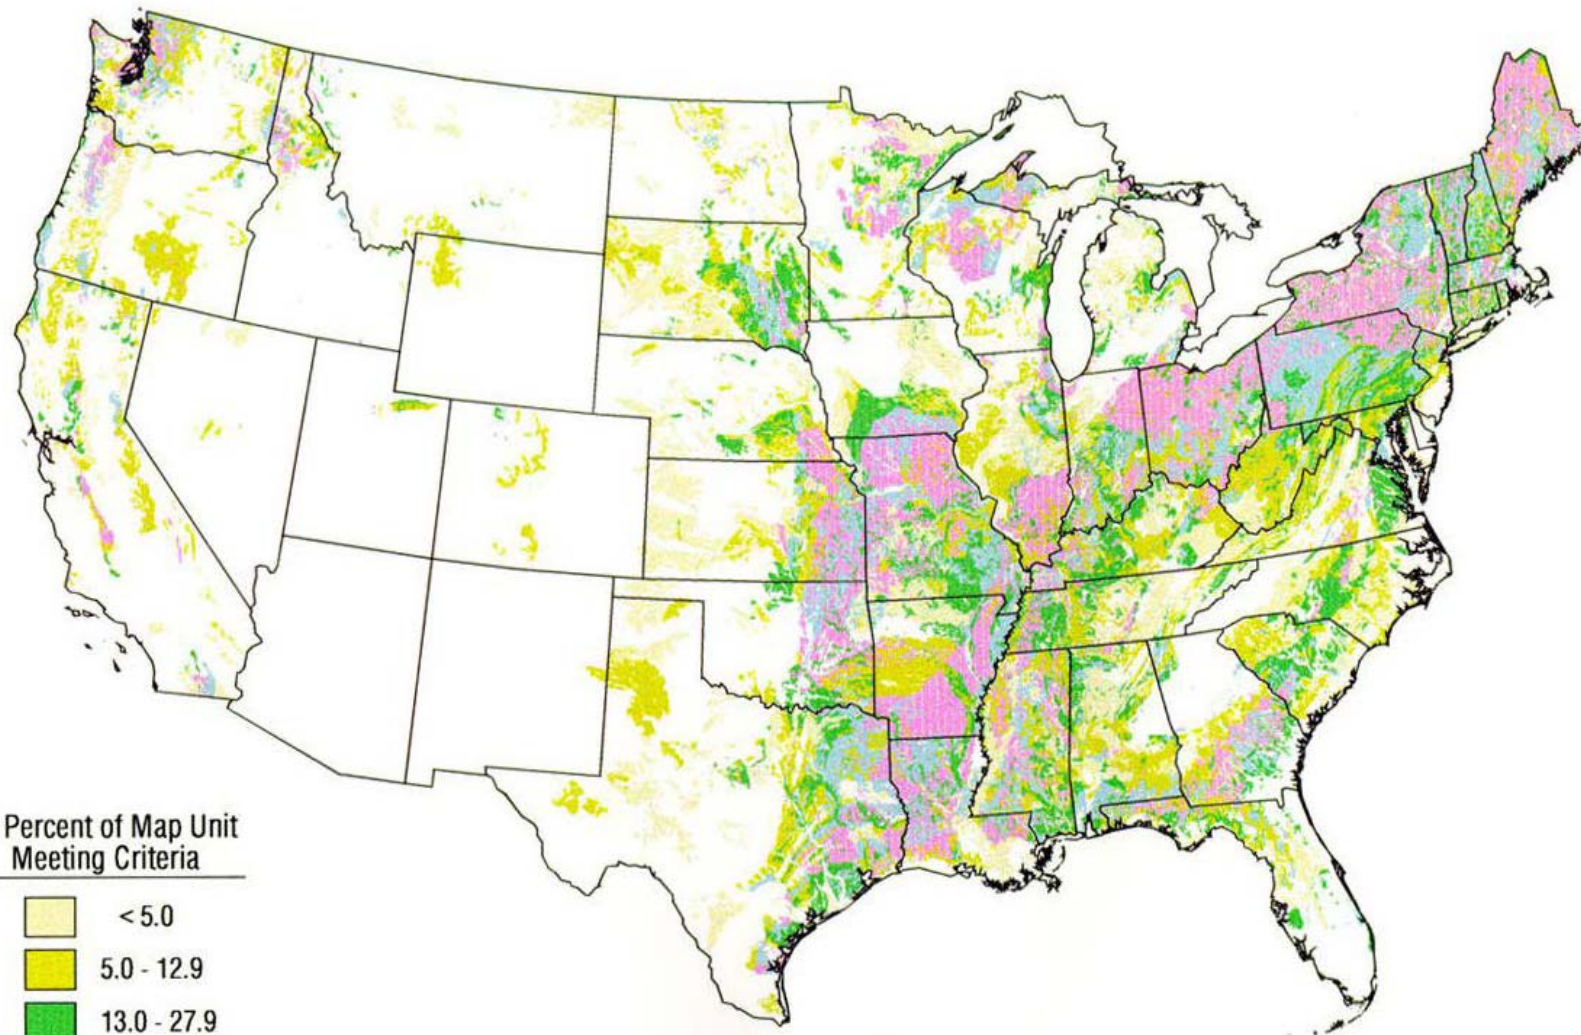 Percent of Map Unit
Meeting Criteria
< 5.0
5.0 - 12.9
13.0 - 27.9